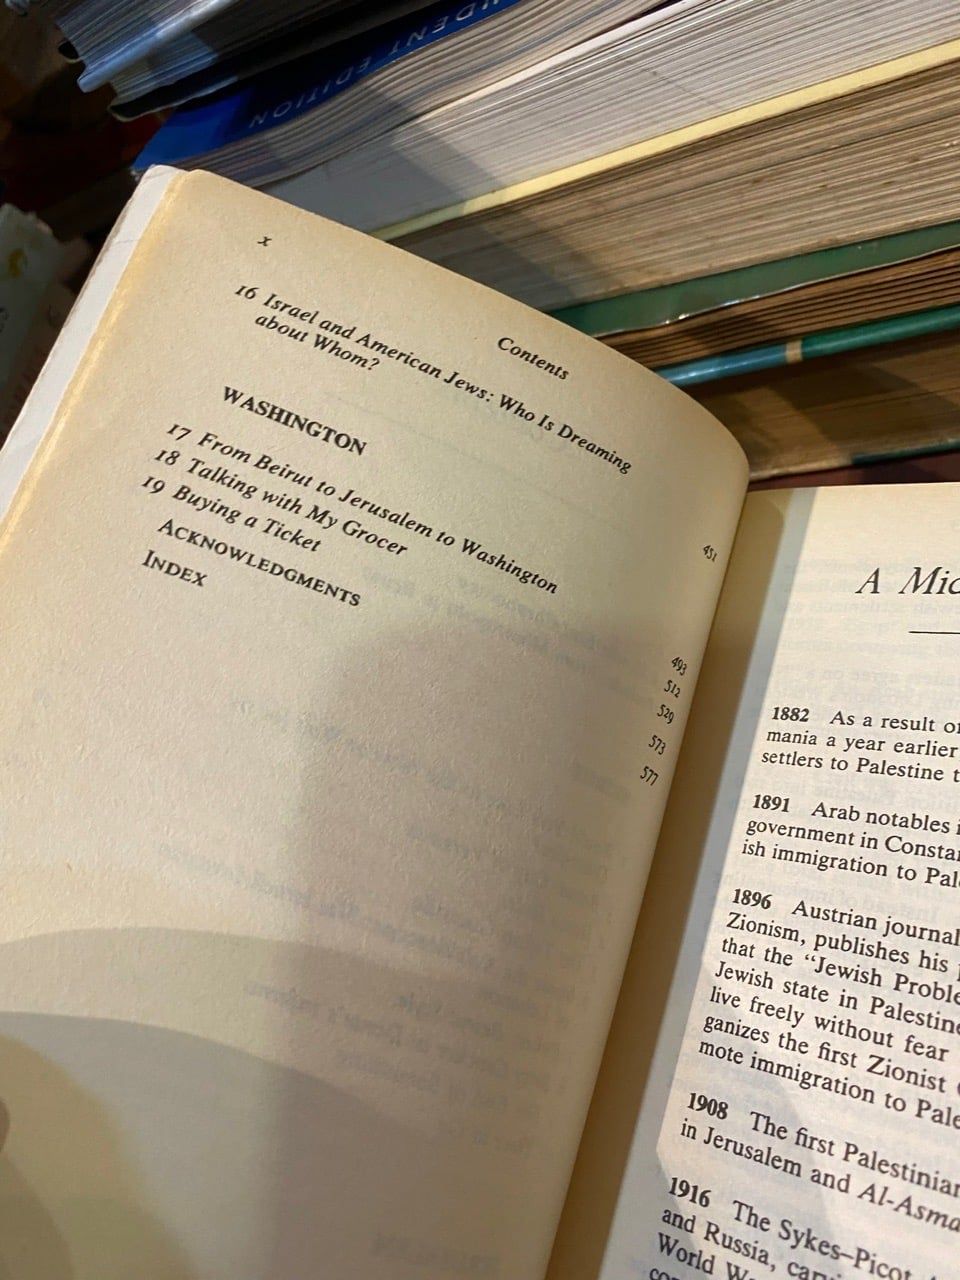 STUDENT EDITION
x
Contents
16 Israel and American Jews: Who Is Dreaming
about Whom? 451
WASHINGTON
17 From Beirut to Jerusalem to Washington 493
18 Talking with My Grocer 512
19 Buying a Ticket 529
ACKNOWLEDGMENTS 573
INDEX 577
A Mic
1882 As a result of
mania a year earlier
settlers to Palestine t
1891 Arab notables i
government in Constan
ish immigration to Pal
1896 Austrian journal
Zionism, publishes his
that the "Jewish Proble
Jewish state in Palestine
live freely without fear
ganizes the first Zionist
mote immigration to Pale
1908 The first Palestinian
in Jerusalem and Al-Asma
1916 The Sykes–Picot
and Russia, carvi
World W